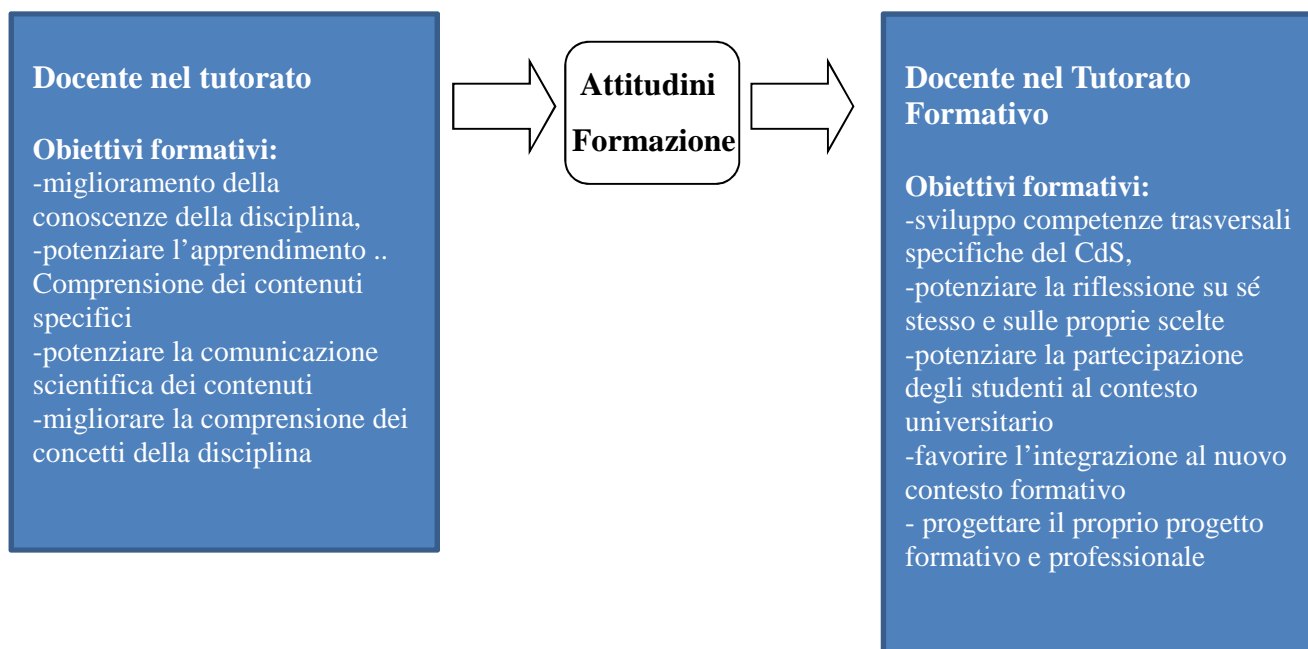 Docente nel tutorato
Obiettivi formativi:
-miglioramento della
conoscenze della disciplina,
-potenziare l’apprendimento ..
Comprensione dei contenuti
specifici
-potenziare la comunicazione
scientifica dei contenuti
-migliorare la comprensione dei
concetti della disciplina
Attitudini
Formazione
Docente nel Tutorato
Formativo
Obiettivi formativi:
-sviluppo competenze trasversali
specifiche del CdS,
-potenziare la riflessione su sé
stesso e sulle proprie scelte
-potenziare la partecipazione
degli studenti al contesto
universitario
-favorire l’integrazione al nuovo
contesto formativo
- progettare il proprio progetto
formativo e professionale